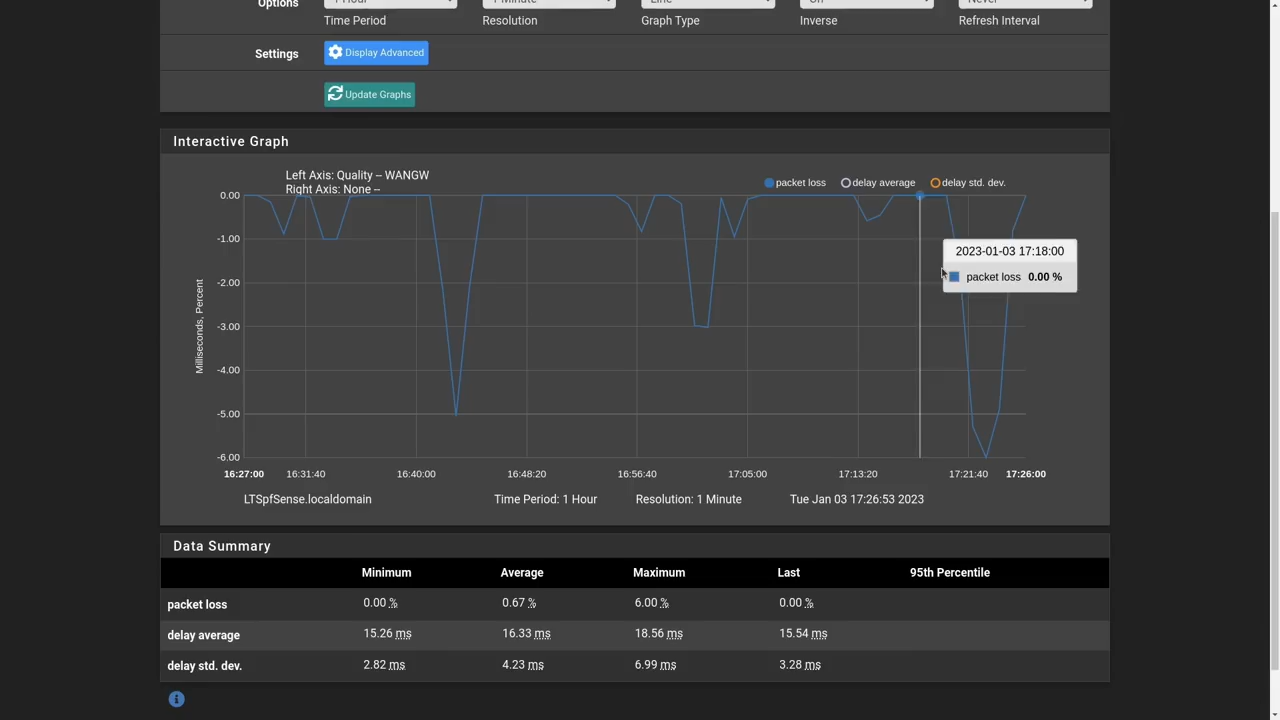 Options
1 Hour
1 Minute
Line
On
Never
Time Period
Resolution
Graph Type
Inverse
Refresh Interval
Settings
Display Advanced
Update Graphs
Interactive Graph
Left Axis: Quality -- WANGW
Right Axis: None --
packet loss
delay average
delay std. dev.
0.00
-1.00
-2.00
-3.00
-4.00
-5.00
-6.00
Milliseconds, Percent
2023-01-03 17:18:00
packet loss 0.00 %
16:27:00 16:31:40 16:40:00 16:48:20 16:56:40 17:05:00 17:13:20 17:21:40 17:26:00
LTSpfSense.localdomain Time Period: 1 Hour Resolution: 1 Minute Tue Jan 03 17:26:53 2023
Data Summary
Minimum Average Maximum Last 95th Percentile
packet loss 0.00 % 0.67 % 6.00 % 0.00 %
delay average 15.26 ms 16.33 ms 18.56 ms 15.54 ms
delay std. dev. 2.82 ms 4.23 ms 6.99 ms 3.28 ms